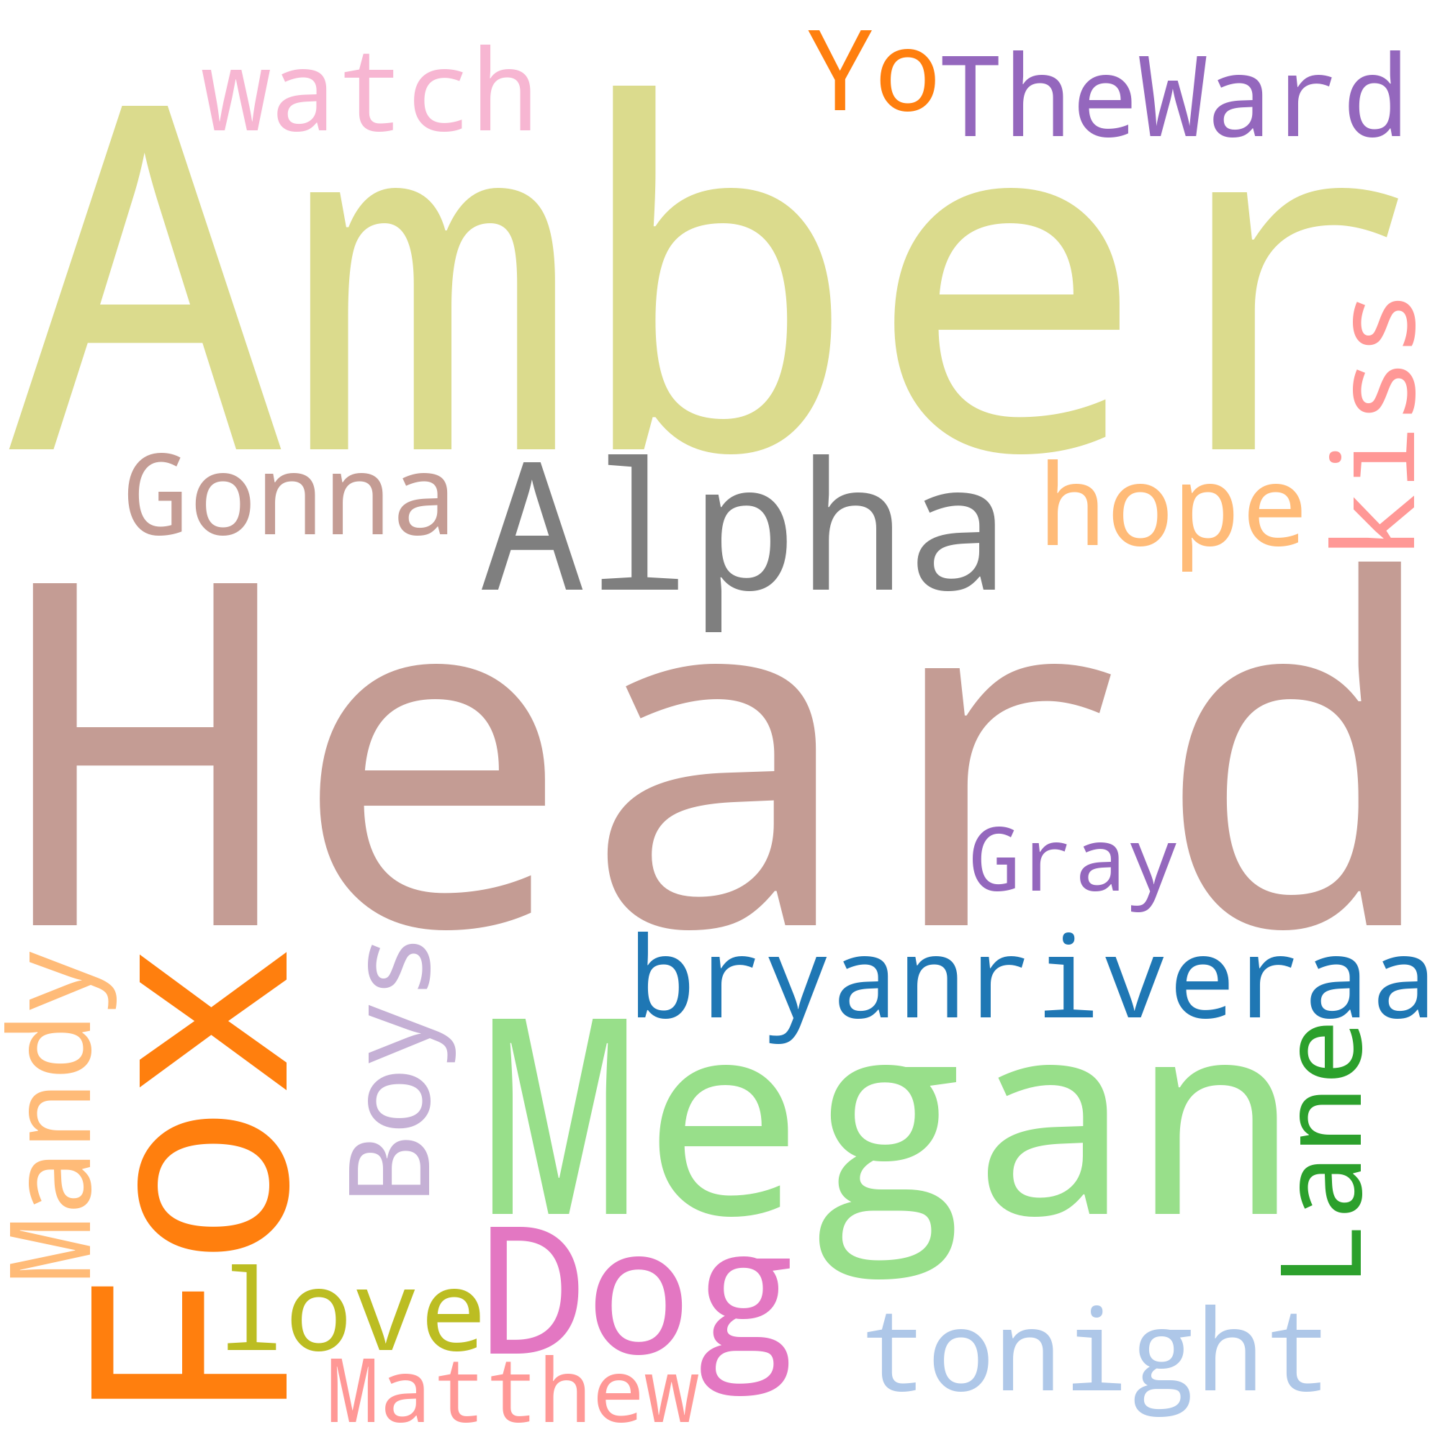 watch
Yo
TheWard
Amber
kiss
Gonna
Alpha
hope
Heard
Gray
Mandy
Fox
Boys
bryanriveraa
Megan
Lane
love
Dog
tonight
Matthew